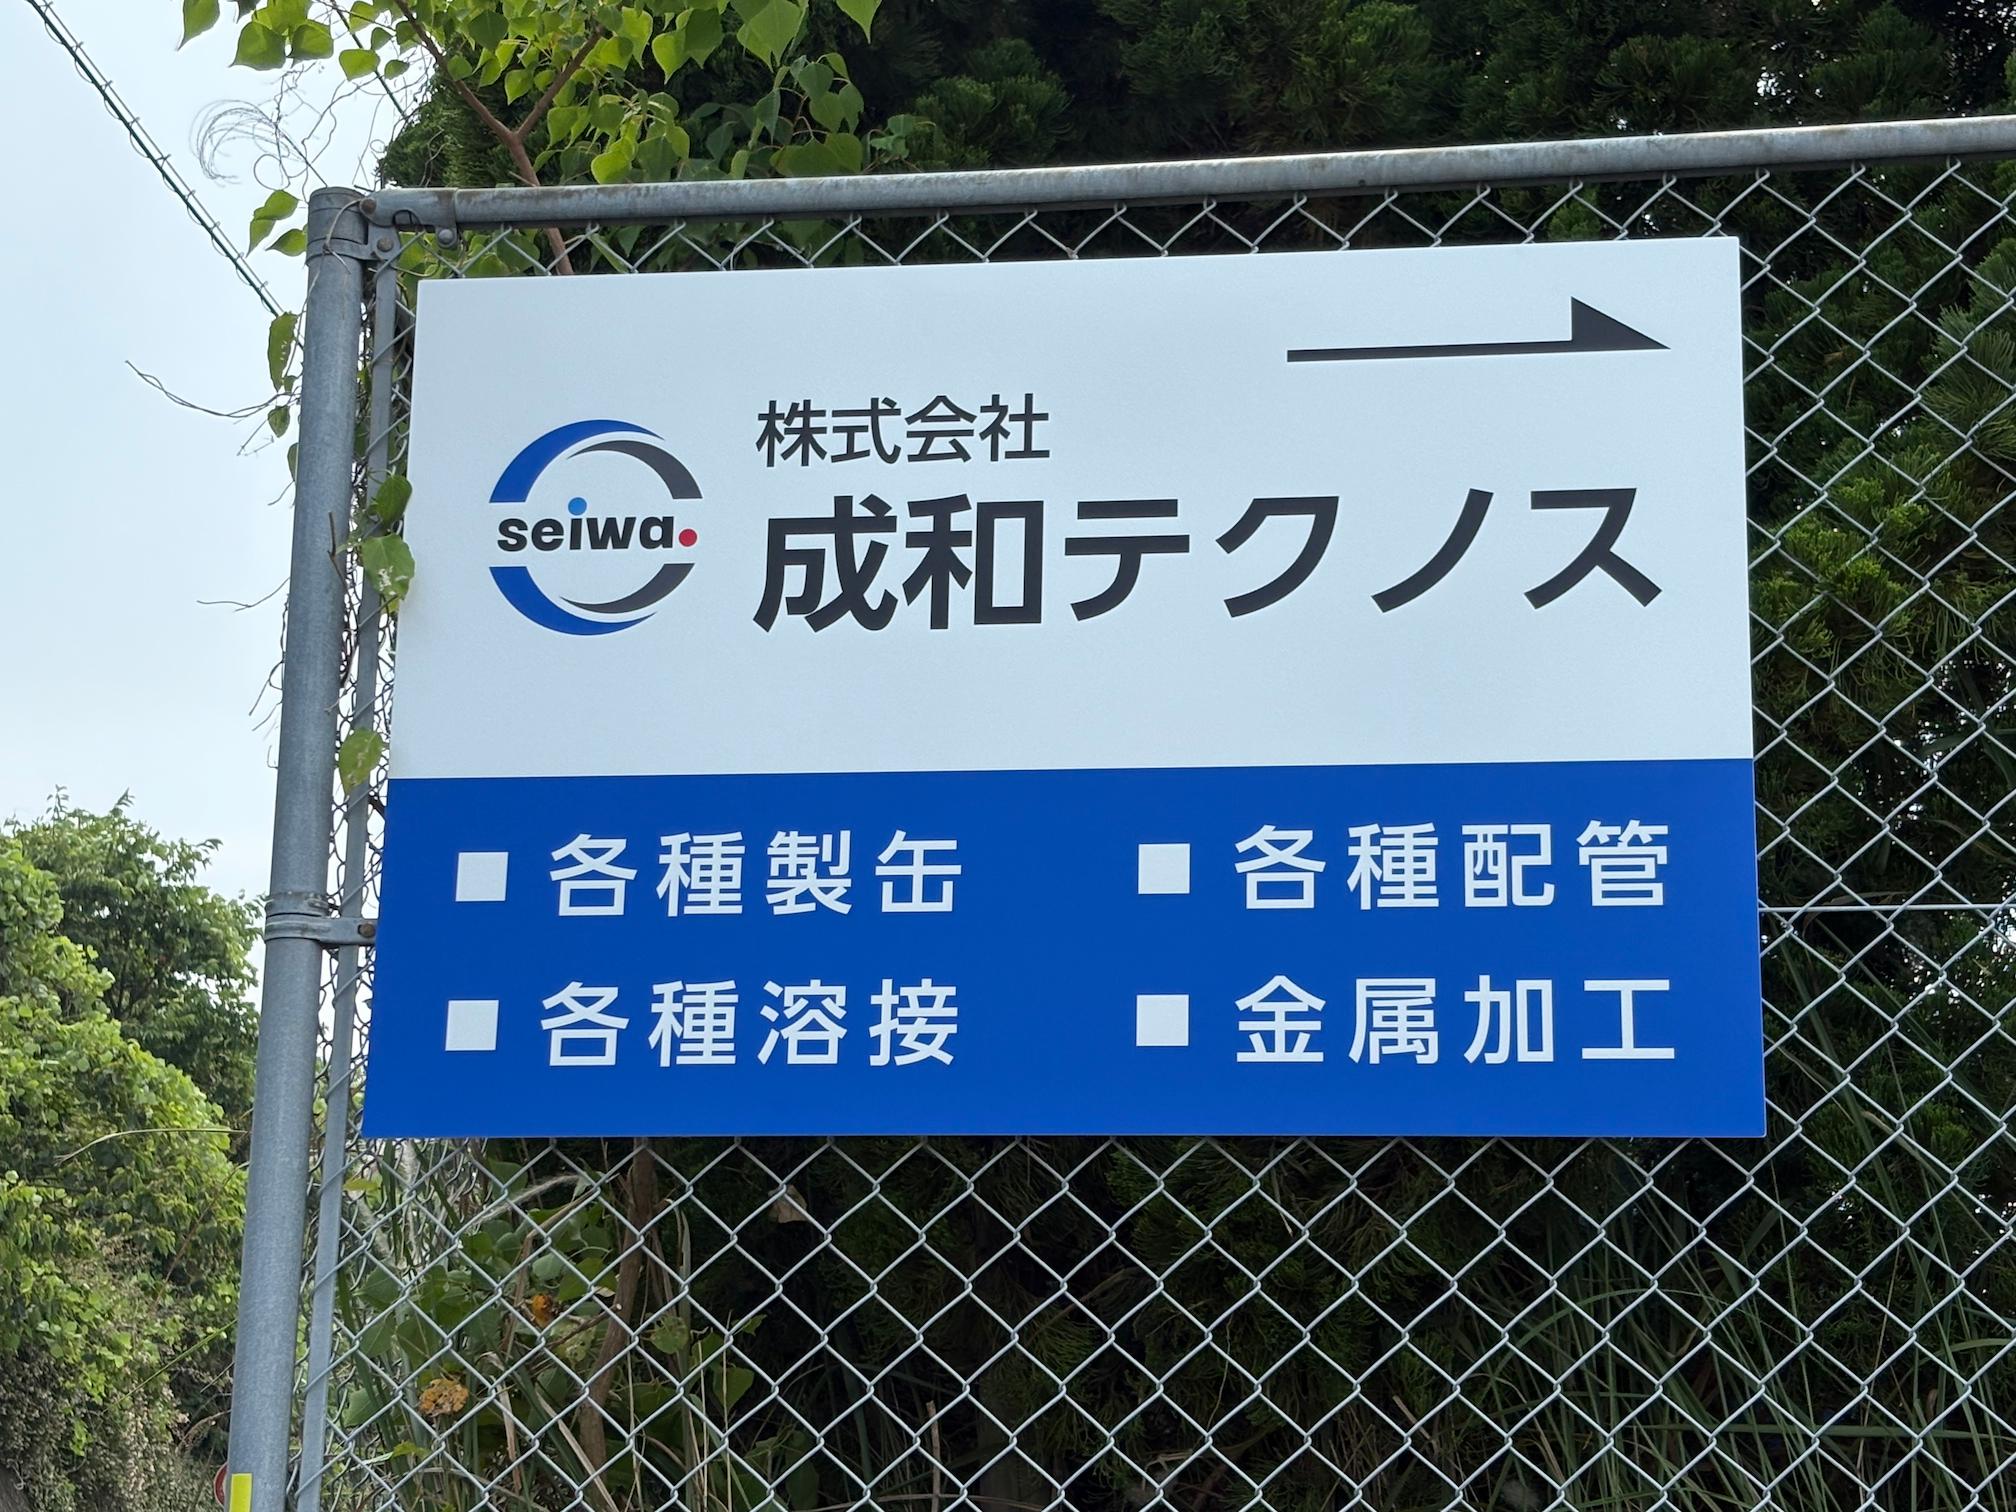 株式会社
seiwa.
成和テクノス
■ 各種製缶
■ 各種配管
■ 各種溶接
■ 金属加工